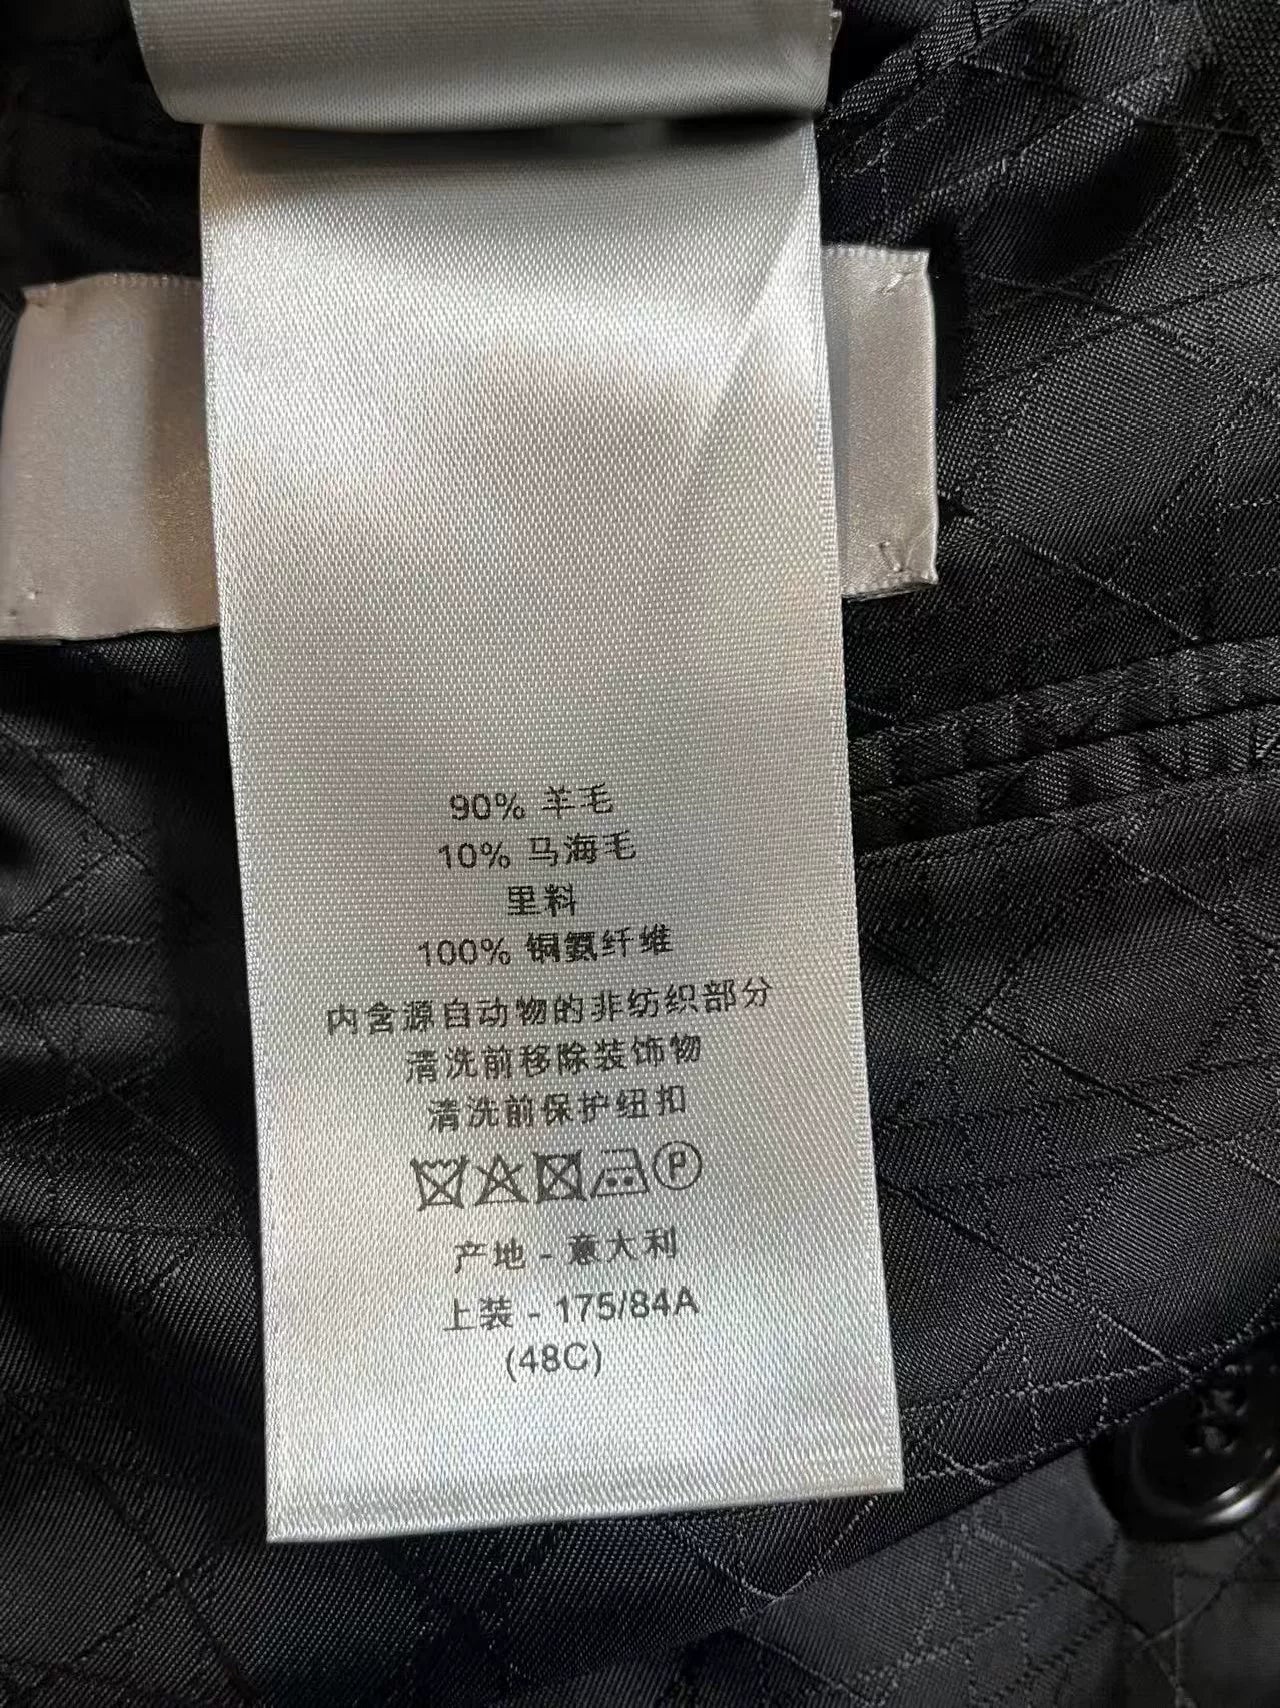 90% 羊毛
10% 马海毛
里料
100% 铜氨纤维
内含源自动物的非纺织部分
清洗前移除装饰物
清洗前保护纽扣
P
产地 - 意大利
上装 - 175/84A
(48C)